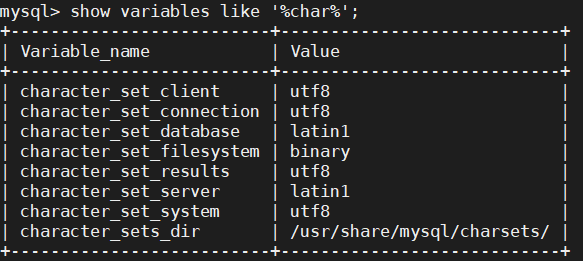 mysql> show variables like '%char%';
+--------------------------+----------------------------+
| Variable_name            | Value                      |
+--------------------------+----------------------------+
| character_set_client     | utf8                       |
| character_set_connection | utf8                       |
| character_set_database   | latin1                     |
| character_set_filesystem | binary                     |
| character_set_results    | utf8                       |
| character_set_server     | latin1                     |
| character_set_system     | utf8                       |
| character_sets_dir       | /usr/share/mysql/charsets/ |
+--------------------------+----------------------------+